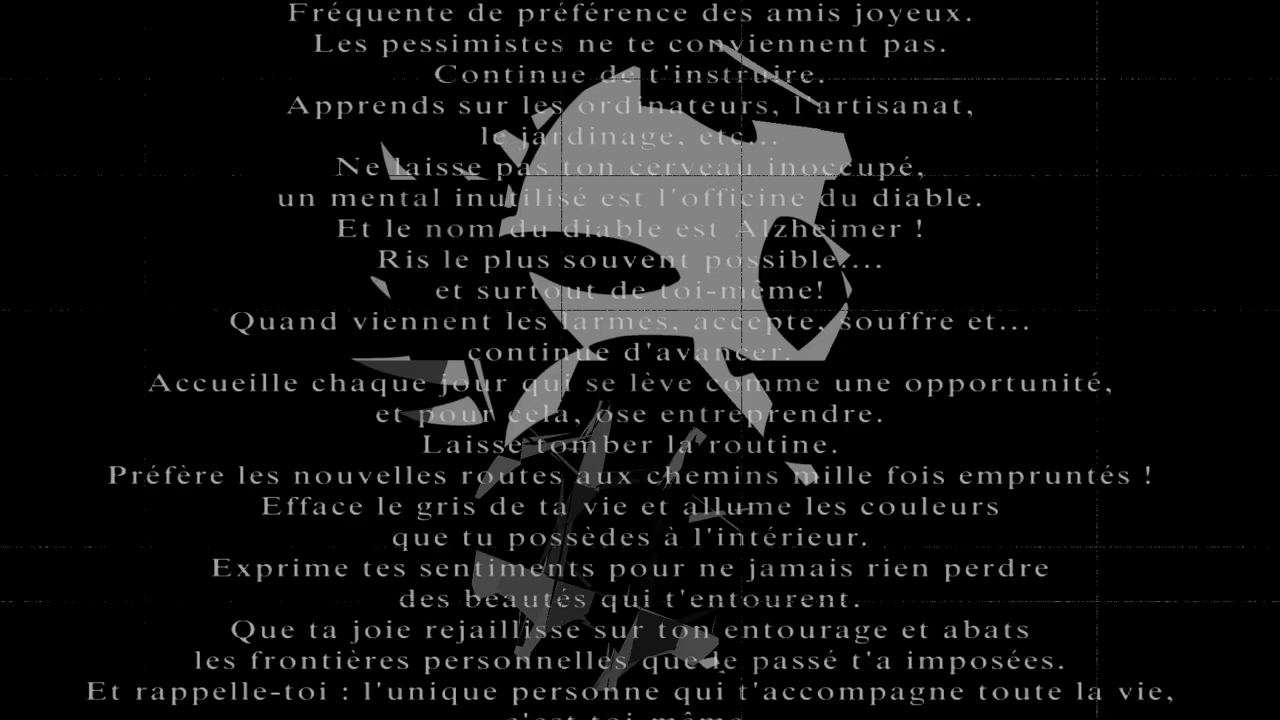 Fréquente de préférence des amis joyeux.
Les pessimistes ne te conviennent pas.
Continue de t'instruire.
Apprends sur les ordinateurs, l'artisanat,
le jardinage, etc...
Ne laisse pas ton cerveau inoccupé,
un mental inutilisé est l'officine du diable.
Et le nom du diable est Alzheimer !
Ris le plus souvent possible....
et surtout de toi-même!
Quand viennent les larmes, accepte, souffre et...
continue d'avancer.
Accueille chaque jour qui se lève comme une opportunité,
et pour cela, ose entreprendre.
Laisse tomber la routine.
Préfère les nouvelles routes aux chemins mille fois empruntés !
Efface le gris de ta vie et allume les couleurs
que tu possèdes à l'intérieur.
Exprime tes sentiments pour ne jamais rien perdre
des beautés qui t'entourent.
Que ta joie rejaillisse sur ton entourage et abats
les frontières personnelles que le passé t'a imposées.
Et rappelle-toi : l'unique personne qui t'accompagne toute la vie,
c'est toi-même